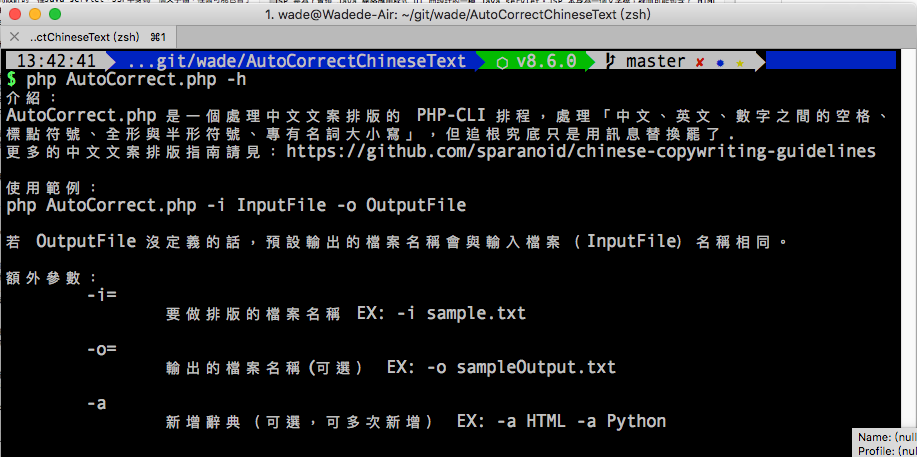 1. wade@Wadede-Air: ~/git/wade/AutoCorrectChineseText (zsh)
..ctChineseText (zsh) ⌘1
13:42:41 ...git/wade/AutoCorrectChineseText ⬡ v8.6.0 master ✘ ★
$ php AutoCorrect.php -h
介紹：
AutoCorrect.php 是一個處理中文文案排版的 PHP-CLI 排程，處理「中文、英文、數字之間的空格、
標點符號、全形與半形符號、專有名詞大小寫」，但追根究底只是用訊息替換罷了.
更多的中文文案排版指南請見：https://github.com/sparanoid/chinese-copywriting-guidelines
使用範例：
php AutoCorrect.php -i InputFile -o OutputFile
若 OutputFile 沒定義的話，預設輸出的檔案名稱會與輸入檔案（InputFile）名稱相同。
額外參數：
-i=
要做排版的檔案名稱 EX: -i sample.txt
-o=
輸出的檔案名稱(可選） EX: -o sampleOutput.txt
-a
新增辭典（可選，可多次新增） EX: -a HTML -a Python
Name: (null
Profile: (nu